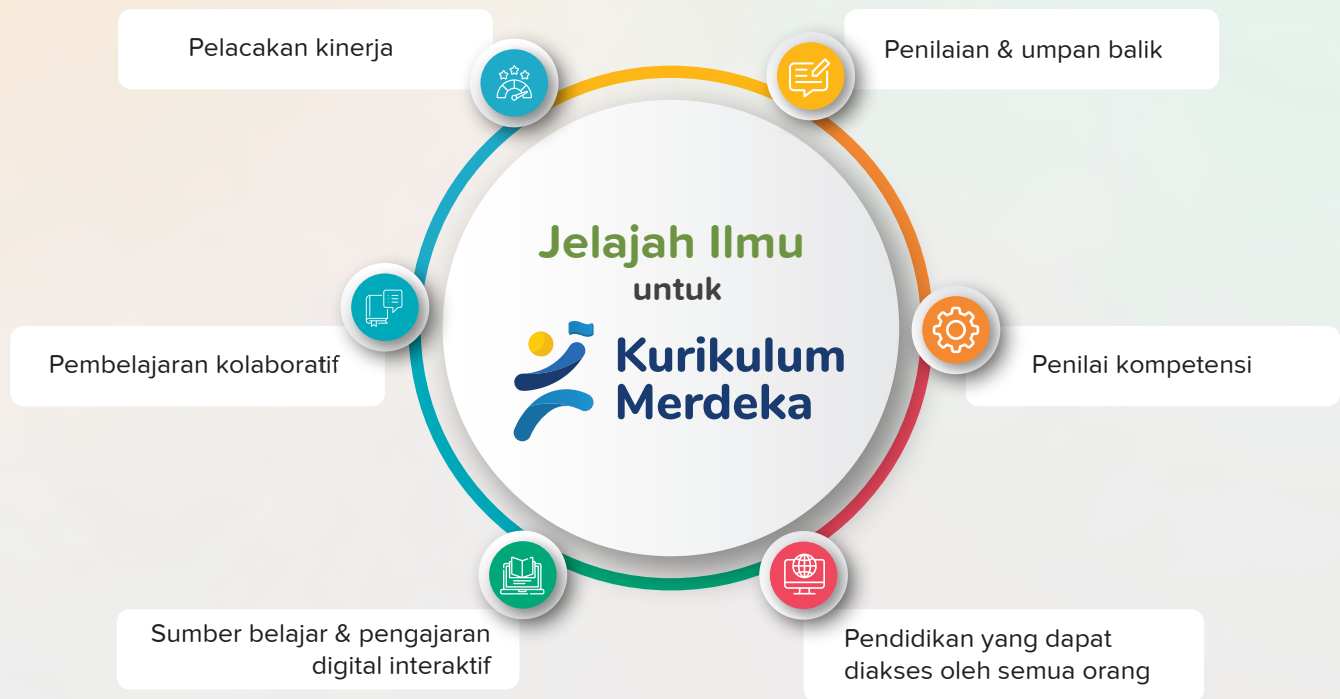 Pelacakan kinerja
Penilaian & umpan balik
Jelajah Ilmu
untuk
Kurikulum
Merdeka
Pembelajaran kolaboratif
Penilai kompetensi
Sumber belajar & pengajaran
digital interaktif
Pendidikan yang dapat
diakses oleh semua orang